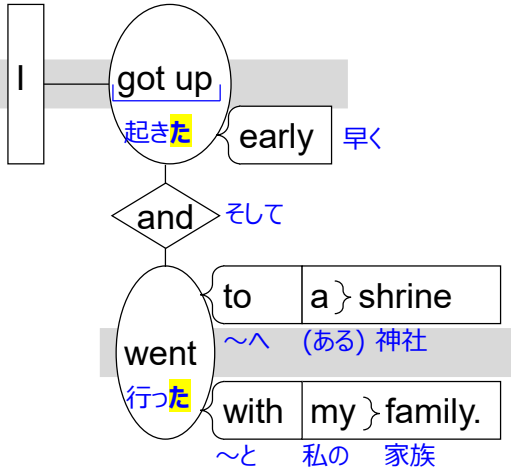 I got up
起きた
early 早く
and そして
to a shrine
～へ (ある) 神社
went
行った
with my family.
～と 私の 家族